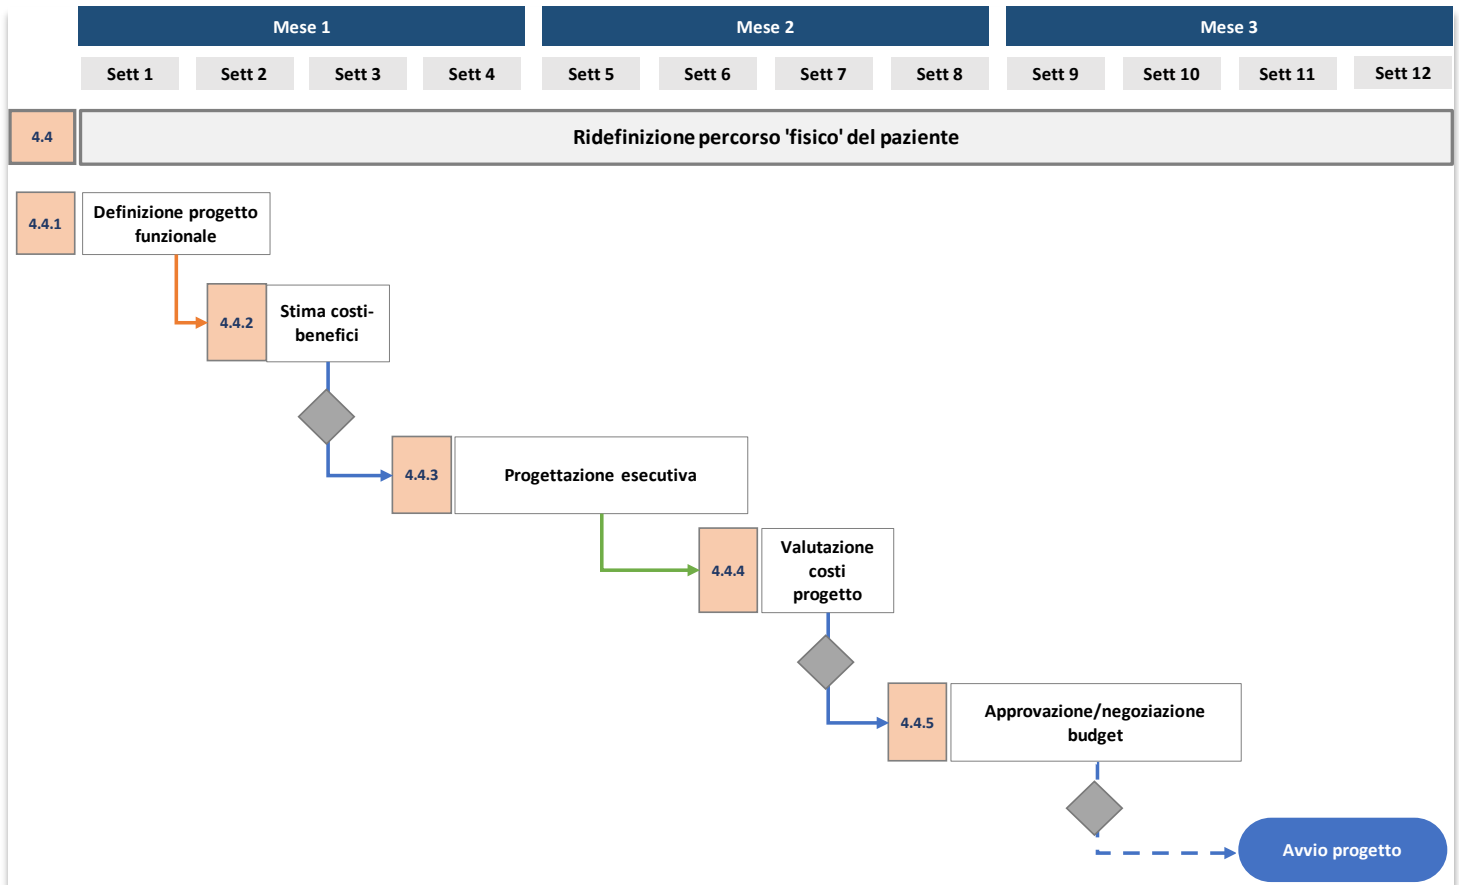 Mese 1
Mese 2
Mese 3
Sett 1
Sett 2
Sett 3
Sett 4
Sett 5
Sett 6
Sett 7
Sett 8
Sett 9
Sett 10
Sett 11
Sett 12
4.4
Ridefinizione percorso 'fisico' del paziente
4.4.1
Definizione progetto
funzionale
4.4.2
Stima costi-
benefici
4.4.3
Progettazione esecutiva
4.4.4
Valutazione
costi
progetto
4.4.5
Approvazione/negoziazione
budget
Avvio progetto